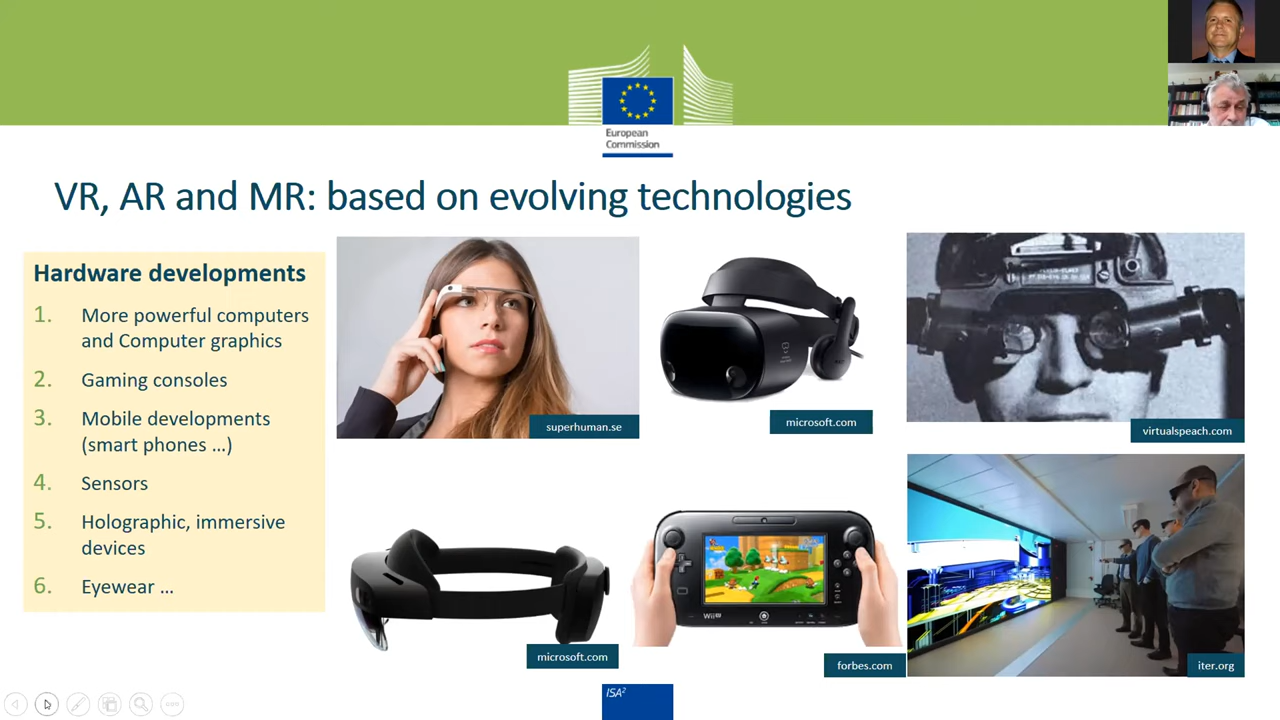 European
Commission
VR, AR and MR: based on evolving technologies
Hardware developments
1. More powerful computers
and Computer graphics
2. Gaming consoles
3. Mobile developments
(smart phones ...)
4. Sensors
5. Holographic, immersive
devices
6. Eyewear ...
superhuman.se
microsoft.com
virtualspeach.com
microsoft.com
Wii U
forbes.com
iter.org
ISA²